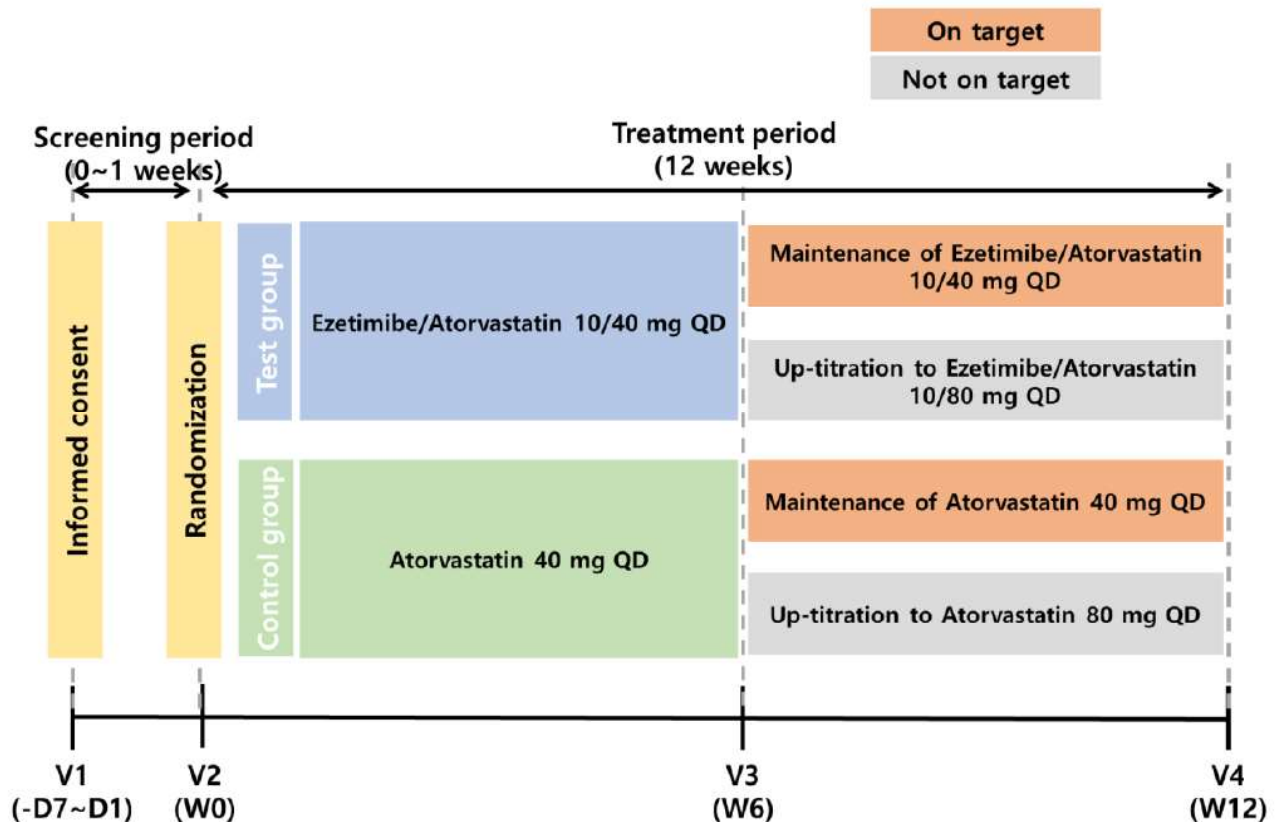 On target
Not on target
Screening period
(0~1 weeks)
Treatment period
(12 weeks)
Informed consent
Randomization
Test group
Ezetimibe/Atorvastatin 10/40 mg QD
Maintenance of Ezetimibe/Atorvastatin
10/40 mg QD
Up-titration to Ezetimibe/Atorvastatin
10/80 mg QD
Control group
Atorvastatin 40 mg QD
Maintenance of Atorvastatin 40 mg QD
Up-titration to Atorvastatin 80 mg QD
V1
(-D7~D1)
V2
(W0)
V3
(W6)
V4
(W12)